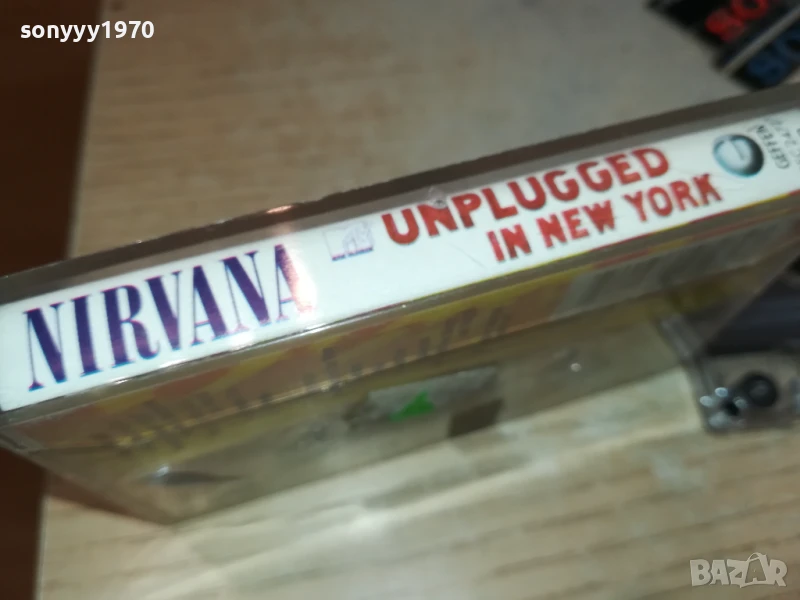 sonyyy1970
NIRVANA
UNPLUGGED
IN NEW YORK
GEFFEN
BAZAR